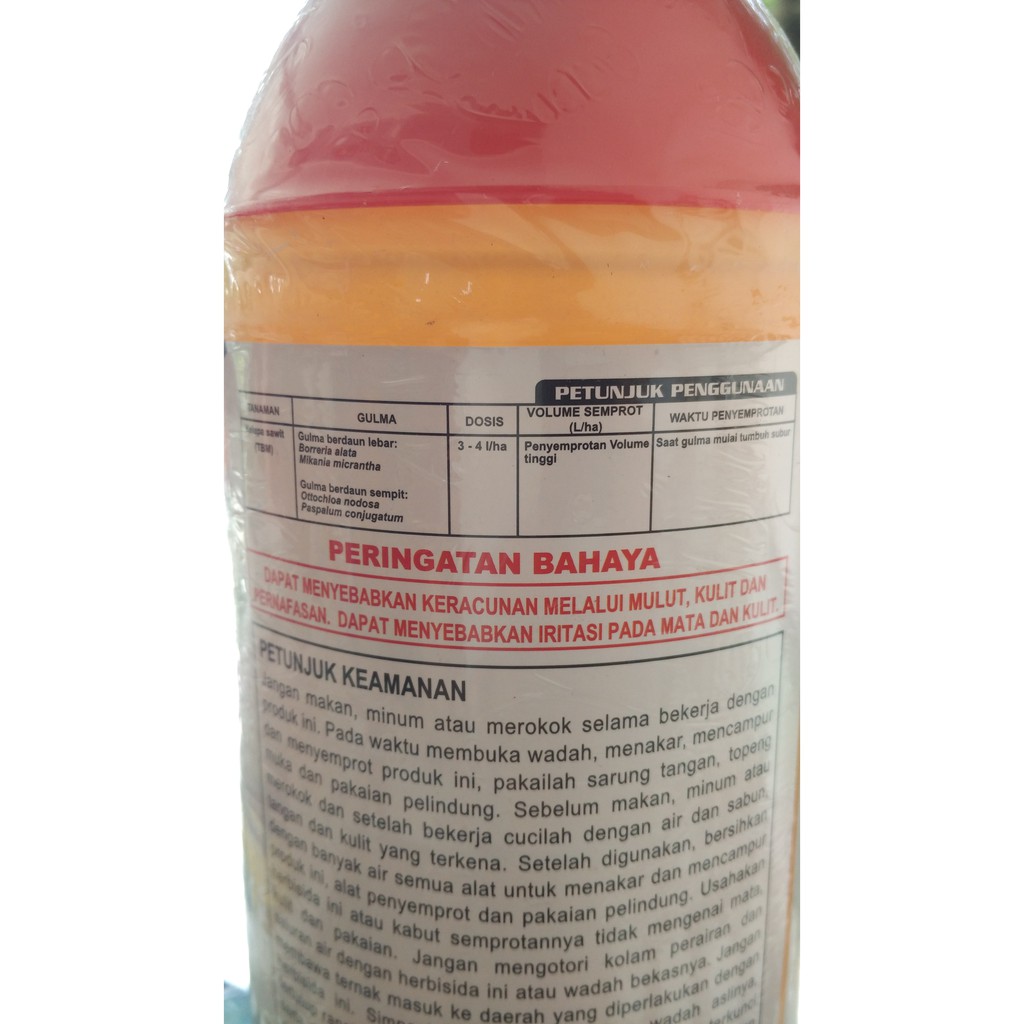 PETUNJUK PENGGUNAAN
TANAMAN GULMA DOSIS VOLUME SEMPROT (L/ha) WAKTU PENYEMPROTAN
Kelapa sawit (TBM)
Gulma berdaun lebar:
Borreria alata
Mikania micrantha
Gulma berdaun sempit:
Ottochloa nodosa
Paspalum conjugatum
3 - 4 l/ha
Penyemprotan Volume
tinggi
Saat gulma mulai tumbuh subur
PERINGATAN BAHAYA
DAPAT MENYEBABKAN KERACUNAN MELALUI MULUT, KULIT DAN
PERNAFASAN. DAPAT MENYEBABKAN IRITASI PADA MATA DAN KULIT.
PETUNJUK KEAMANAN
Jangan makan, minum atau merokok selama bekerja dengan
produk ini. Pada waktu membuka wadah, menakar, mencampur
dan menyemprot produk ini, pakailah sarung tangan, topeng
muka dan pakaian pelindung. Sebelum makan, minum atau
merokok dan setelah bekerja cucilah dengan air dan sabun,
tangan dan kulit yang terkena. Setelah digunakan, bersihkan
dengan banyak air semua alat untuk menakar dan mencampur
produk ini, alat penyemprot dan pakaian pelindung. Usahakan
herbisida ini atau kabut semprotannya tidak mengenai mata,
kulit dan pakaian. Jangan mengotori kolam perairan dan
saluran air dengan herbisida ini atau wadah bekasnya. Jangan
membawa ternak masuk ke daerah yang diperlakukan dengan
ini. wadah aslinya,